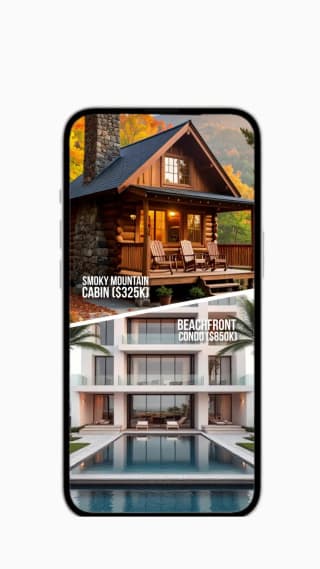 SMOKY MOUNTAIN
CABIN ($325K)
BEACHFRONT
CONDO ($850K)